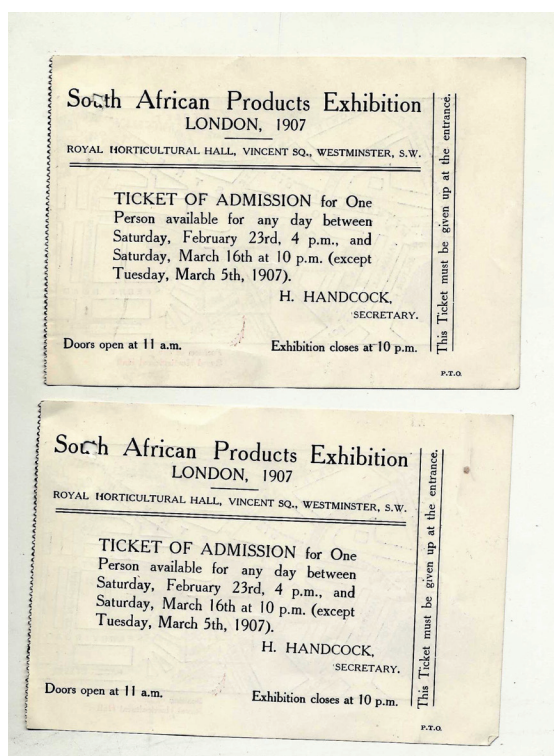 South African Products Exhibition
LONDON, 1907
ROYAL HORTICULTURAL HALL, VINCENT SQ., WESTMINSTER, S.W.
TICKET OF ADMISSION for One
Person available for any day between
Saturday, February 23rd, 4 p.m., and
Saturday, March 16th at 10 p.m. (except
Tuesday, March 5th, 1907).
H. HANDCOCK,
SECRETARY.
Doors open at 11 a.m. Exhibition closes at 10 p.m.
This Ticket must be given up at the entrance.
P.T.O.
South African Products Exhibition
LONDON, 1907
ROYAL HORTICULTURAL HALL, VINCENT SQ., WESTMINSTER, S.W.
TICKET OF ADMISSION for One
Person available for any day between
Saturday, February 23rd, 4 p.m., and
Saturday, March 16th at 10 p.m. (except
Tuesday, March 5th, 1907).
H. HANDCOCK,
SECRETARY.
Doors open at 11 a.m. Exhibition closes at 10 p.m.
This Ticket must be given up at the entrance.
P.T.O.